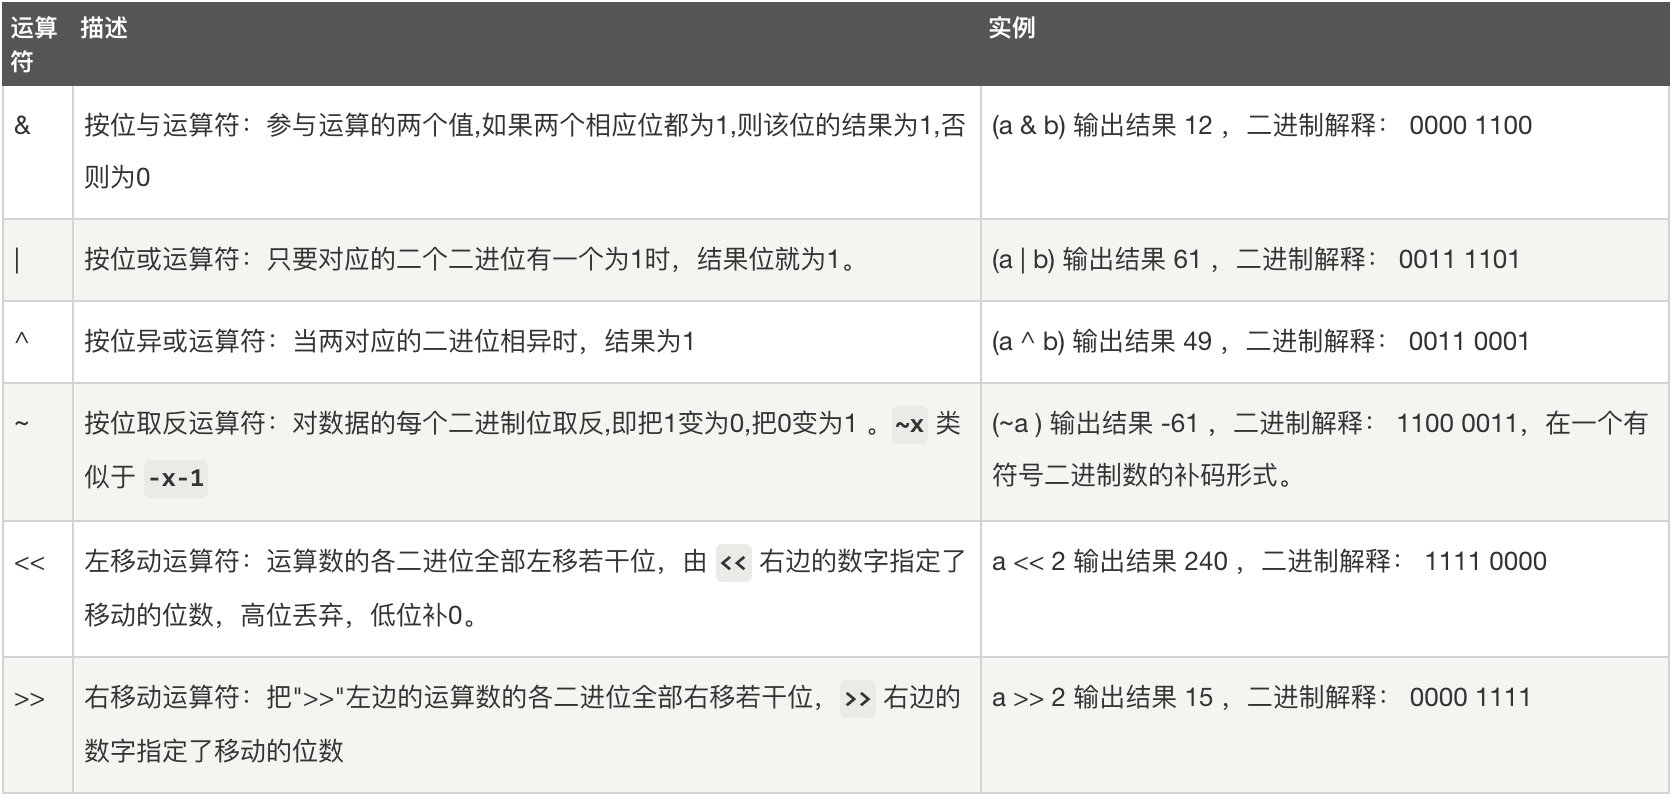 运算符 描述 实例
& 按位与运算符：参与运算的两个值,如果两个相应位都为1,则该位的结果为1,否则为0 (a & b) 输出结果 12 ，二进制解释： 0000 1100
| 按位或运算符：只要对应的二个二进位有一个为1时，结果位就为1。 (a | b) 输出结果 61 ，二进制解释： 0011 1101
^ 按位异或运算符：当两对应的二进位相异时，结果为1 (a ^ b) 输出结果 49 ，二进制解释： 0011 0001
~ 按位取反运算符：对数据的每个二进制位取反,即把1变为0,把0变为1 。~x 类似于 -x-1 (~a ) 输出结果 -61 ，二进制解释： 1100 0011，在一个有符号二进制数的补码形式。
<< 左移动运算符：运算数的各二进位全部左移若干位，由 << 右边的数字指定了移动的位数，高位丢弃，低位补0。 a << 2 输出结果 240 ，二进制解释： 1111 0000
>> 右移动运算符：把">>"左边的运算数的各二进位全部右移若干位，>> 右边的数字指定了移动的位数 a >> 2 输出结果 15 ，二进制解释： 0000 1111